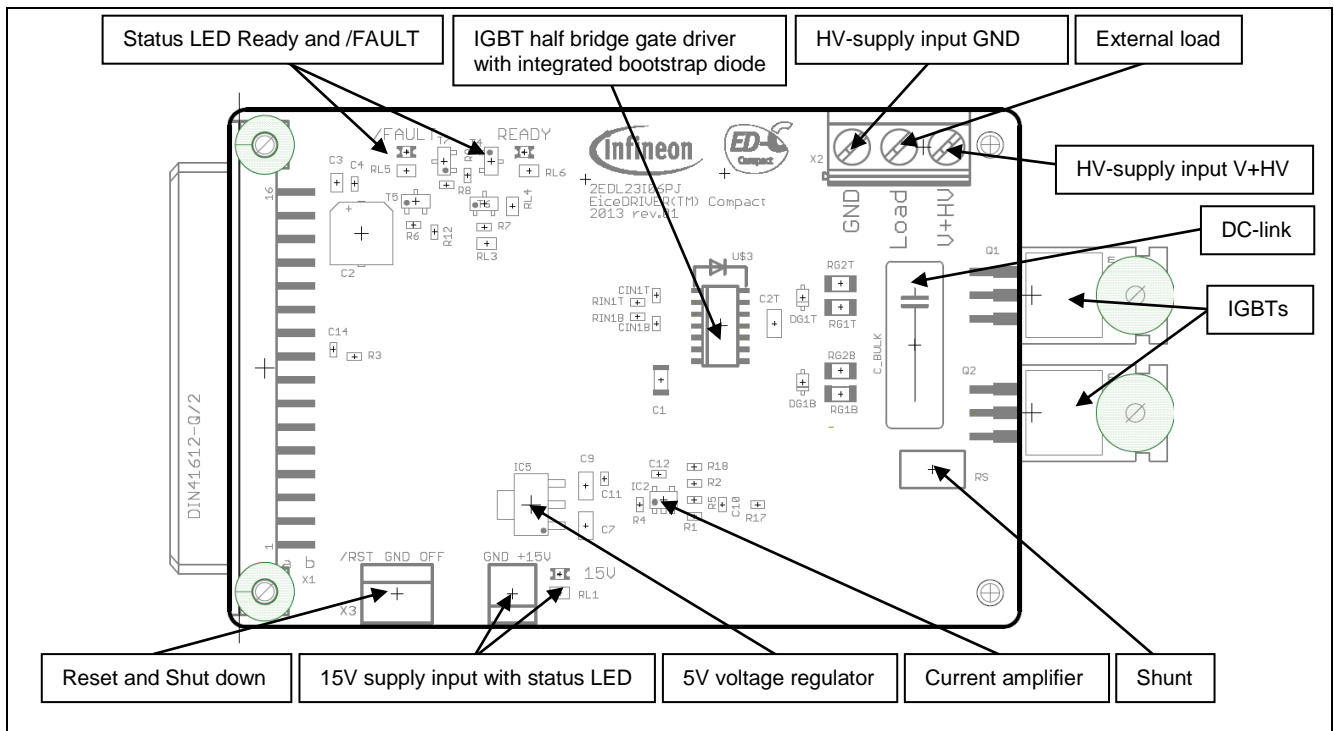 Status LED Ready and /FAULT
IGBT half bridge gate driver
with integrated bootstrap diode
HV-supply input GND
External load
HV-supply input V+HV
DC-link
IGBTs
/FAULT
T7
T4
READY
Infineon
ED-C
Compact
X2
C3
C4
RL5
R8
RL6
16
T5
T6
RL4
2EDL23I06PJ
EiceDRIVER(TM) Compact
2013 rev.01
GND
Load
V+HV
R6
R12
R7
RL3
C2
U$3
RG2T
Q1
CIN1T
RIN1T
RIN1B
CIN1B
C2T
DG1T
RG1T
C14
R3
C_BULK
RG2B
Q2
C1
DG1B
RG1B
DIN41612-Q/2
IC5
C9
C11
C7
C12
IC2
R18
R2
R4
R5
C10
R1
R17
RS
1
a b
X1
/RST GND OFF
GND +15V
15V
X3
RL1
Reset and Shut down
15V supply input with status LED
5V voltage regulator
Current amplifier
Shunt